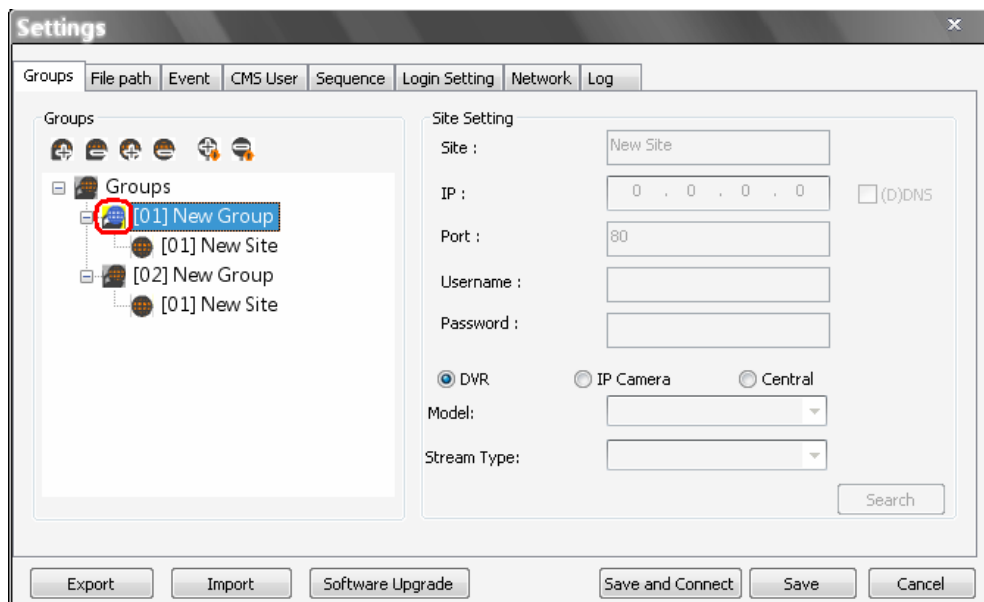 Settings
Groups File path Event CMS User Sequence Login Setting Network Log
Groups
Groups
[01] New Group
[01] New Site
[02] New Group
[01] New Site
Site Setting
Site : New Site
IP : 0 . 0 . 0 . 0 (D)DNS
Port : 80
Username :
Password :
DVR IP Camera Central
Model:
Stream Type:
Search
Export Import Software Upgrade Save and Connect Save Cancel